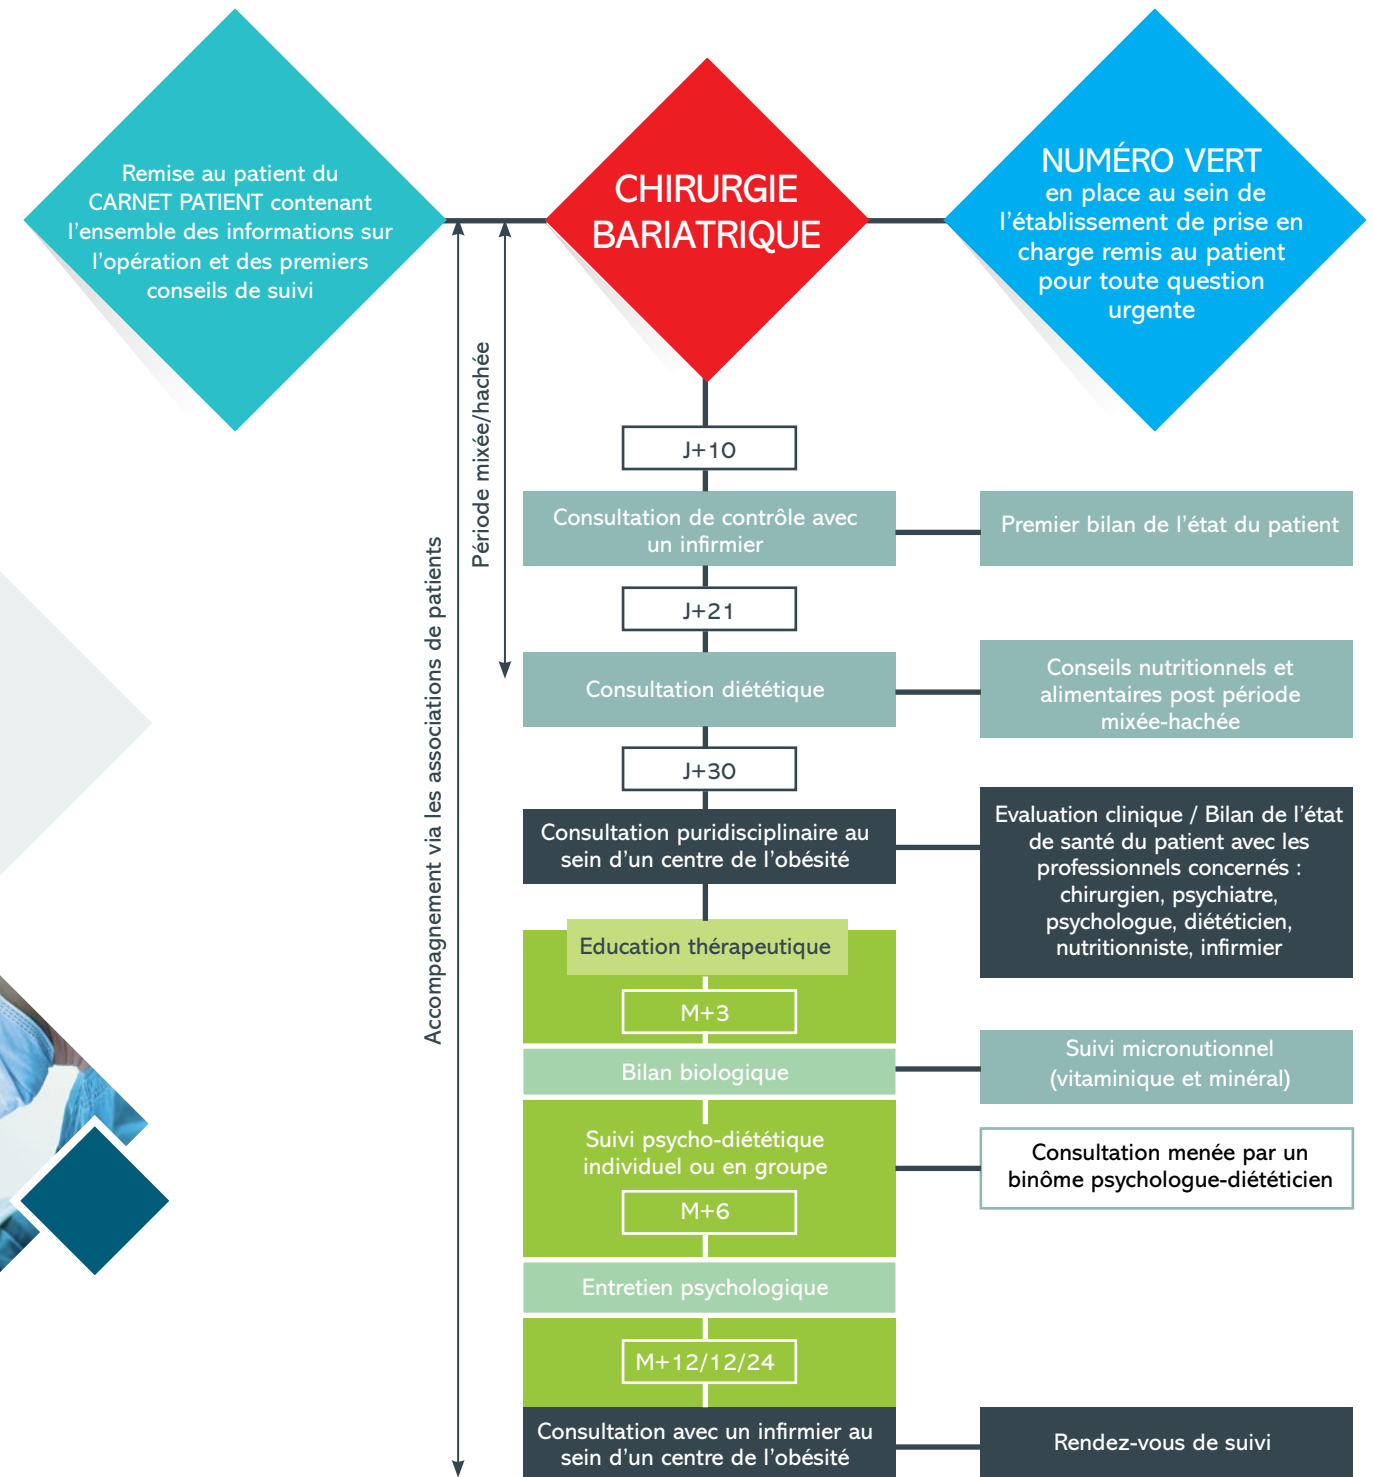 Remise au patient du
CARNET PATIENT contenant
l'ensemble des informations sur
l'opération et des premiers
conseils de suivi
CHIRURGIE
BARIATRIQUE
NUMÉRO VERT
en place au sein de
l'établissement de prise en
charge remis au patient
pour toute question
urgente
Accompagnement via les associations de patients
Période mixée/hachée
J+10
Consultation de contrôle avec
un infirmier
Premier bilan de l'état du patient
J+21
Consultation diététique
Conseils nutritionnels et
alimentaires post période
mixée-hachée
J+30
Consultation puridisciplinaire au
sein d'un centre de l'obésité
Evaluation clinique / Bilan de l'état
de santé du patient avec les
professionnels concernés :
chirurgien, psychiatre,
psychologue, diététicien,
nutritionniste, infirmier
Education thérapeutique
M+3
Bilan biologique
Suivi micronutionnel
(vitaminique et minéral)
Suivi psycho-diététique
individuel ou en groupe
Consultation menée par un
binôme psychologue-diététicien
M+6
Entretien psychologique
M+12/12/24
Consultation avec un infirmier au
sein d'un centre de l'obésité
Rendez-vous de suivi